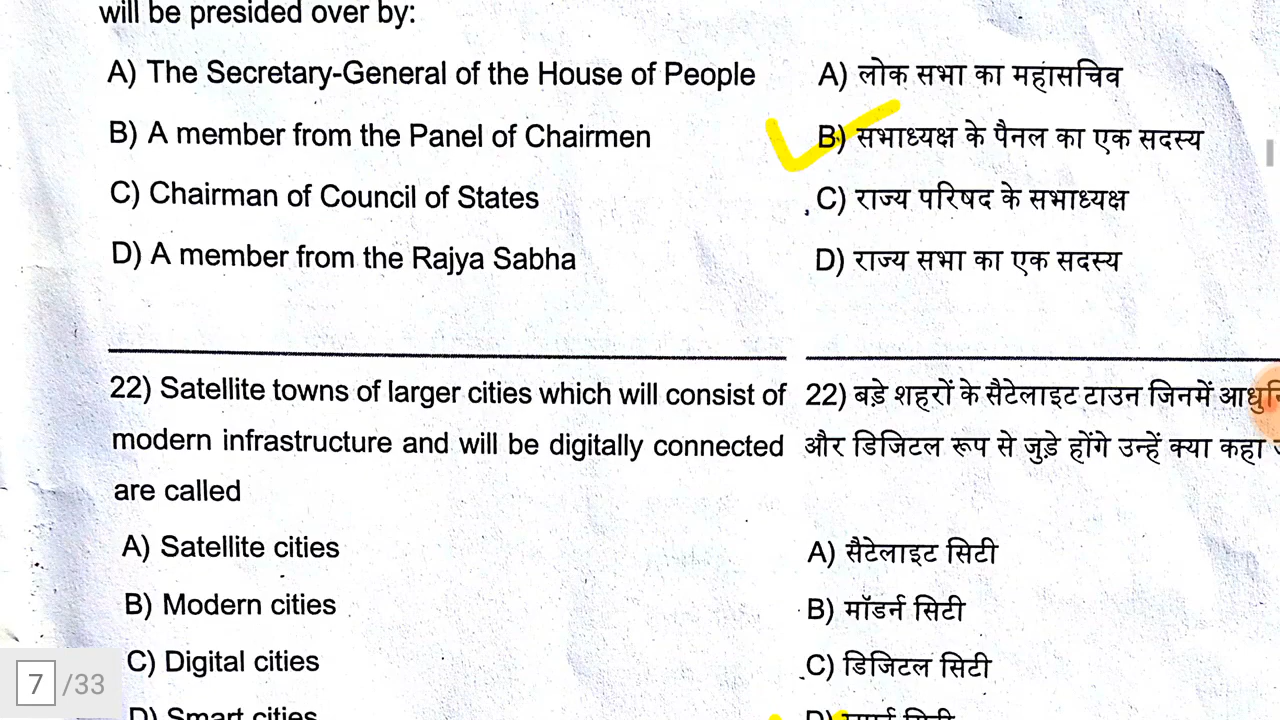 will be presided over by:
A) The Secretary-General of the House of People
A) लोक सभा का महासचिव
B) A member from the Panel of Chairmen
B) सभाध्यक्ष के पैनल का एक सदस्य
C) Chairman of Council of States
C) राज्य परिषद के सभाध्यक्ष
D) A member from the Rajya Sabha
D) राज्य सभा का एक सदस्य
22) Satellite towns of larger cities which will consist of
modern infrastructure and will be digitally connected
are called
22) बड़े शहरों के सैटेलाइट टाउन जिनमें
और डिजिटल रूप से जुड़े होंगे उन्हें क्या कहा
A) Satellite cities
A) सैटेलाइट सिटी
B) Modern cities
B) मॉडर्न सिटी
C) Digital cities
C) डिजिटल सिटी
D) Smart cities
D)
7 /33